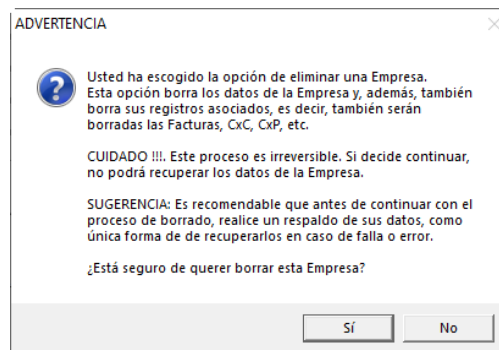 ADVERTENCIA
Usted ha escogido la opción de eliminar una Empresa.
Esta opción borra los datos de la Empresa y, además, también
borra sus registros asociados, es decir, también serán
borradas las Facturas, CxC, CxP, etc.
CUIDADO !!!. Este proceso es irreversible. Si decide continuar,
no podrá recuperar los datos de la Empresa.
SUGERENCIA: Es recomendable que antes de continuar con el
proceso de borrado, realice un respaldo de sus datos, como
única forma de de recuperarlos en caso de falla o error.
¿Está seguro de querer borrar esta Empresa?
Sí
No